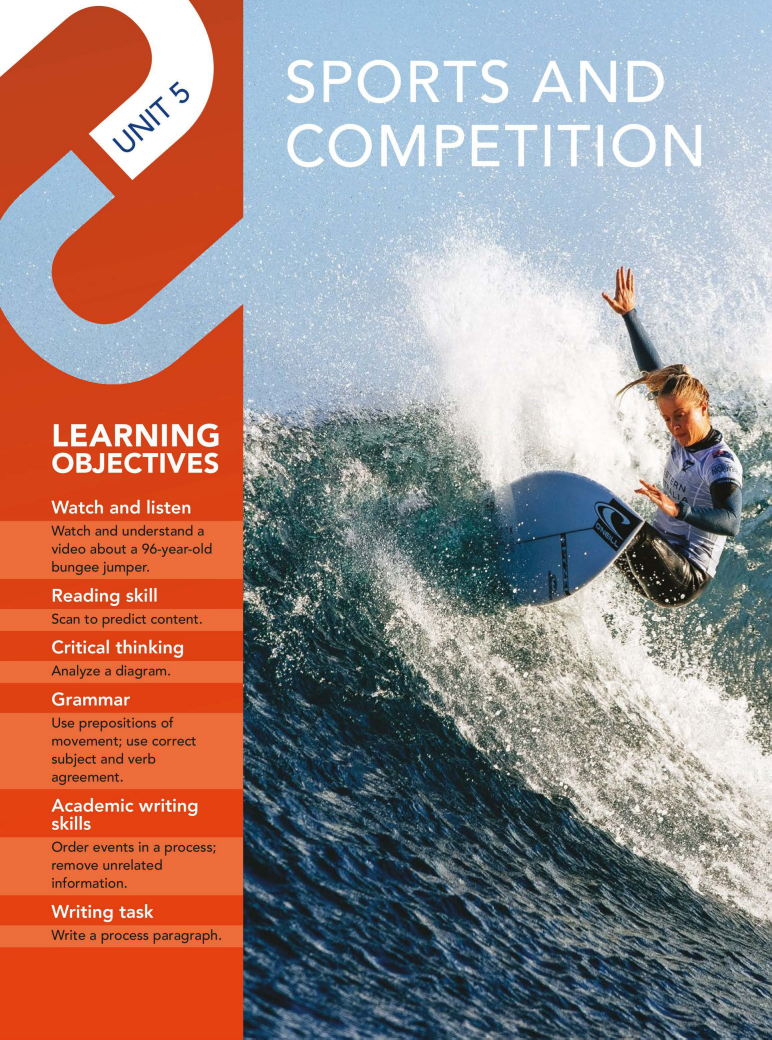 UNIT 5
SPORTS AND
COMPETITION
LEARNING
OBJECTIVES
Watch and listen
Watch and understand a
video about a 96-year-old
bungee jumper.
Reading skill
Scan to predict content.
Critical thinking
Analyze a diagram.
Grammar
Use prepositions of
movement; use correct
subject and verb
agreement.
Academic writing
skills
Order events in a process;
remove unrelated
information.
Writing task
Write a process paragraph.
O'NEILL